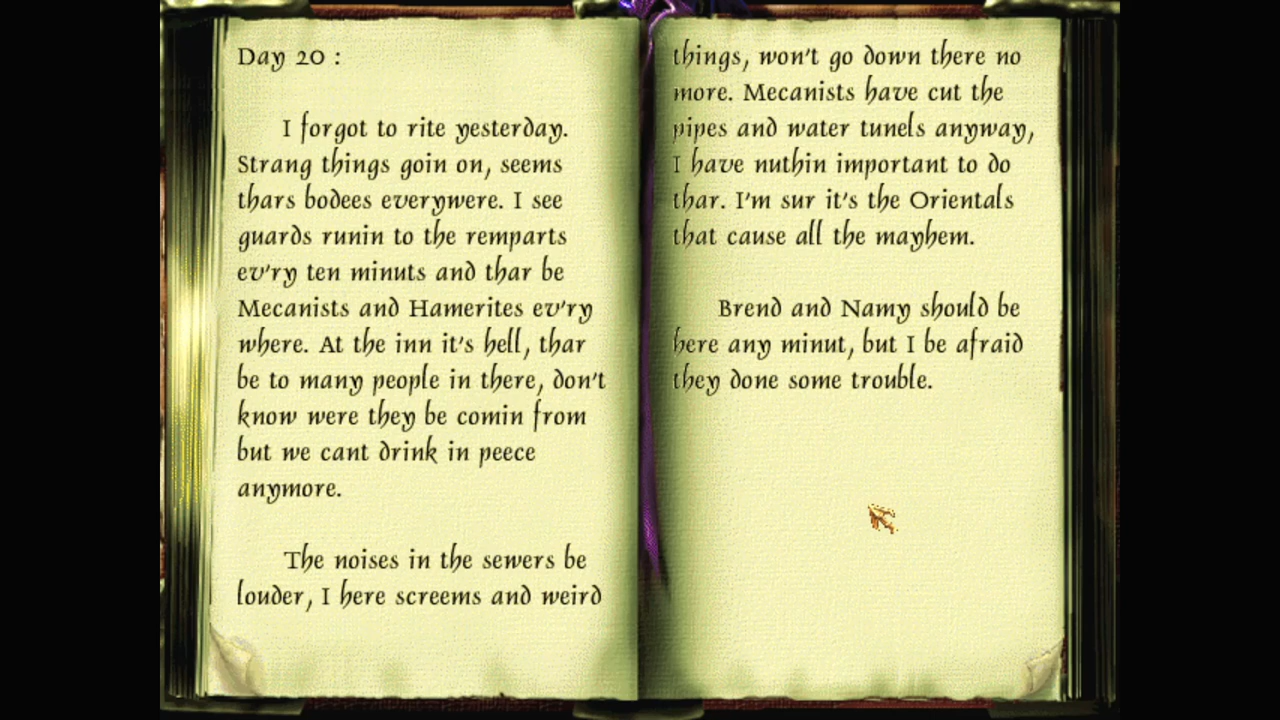 Day 20 :
I forgot to rite yesterday.
Strang things goin on, seems
thars bodees everywere. I see
guards runin to the remparts
ev'ry ten minuts and thar be
Mecanists and Hamerites ev'ry
where. At the inn it's hell, thar
be to many people in there, don't
know were they be comin from
but we cant drink in peece
anymore.
The noises in the sewers be
louder, I here screems and weird
things, won't go down there no
more. Mecanists have cut the
pipes and water tunels anyway,
I have nuthin important to do
thar. I'm sur it's the Orientals
that cause all the mayhem.
Brend and Namy should be
here any minut, but I be afraid
they done some trouble.